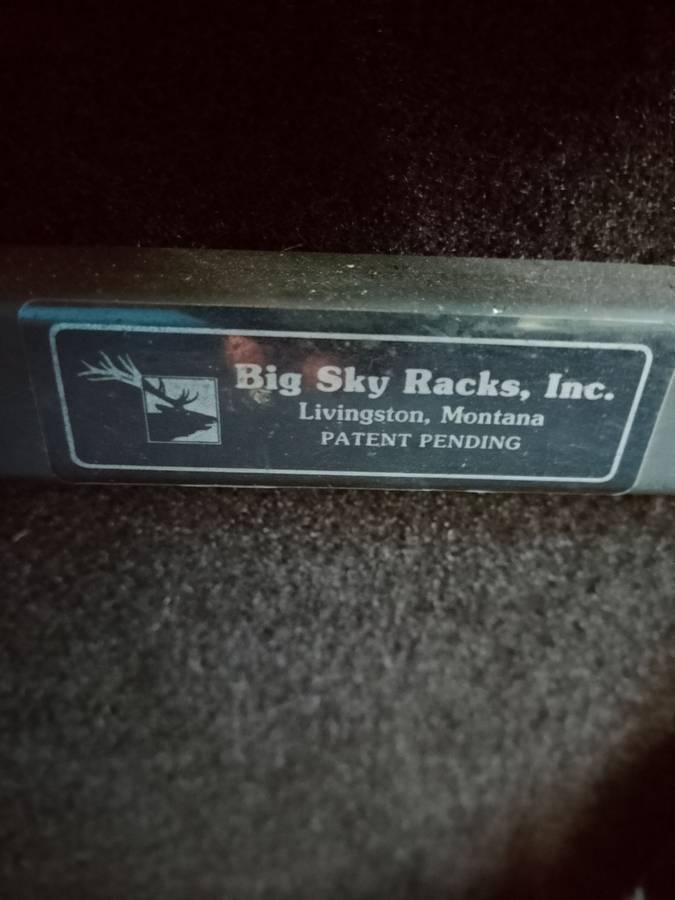 Big Sky Racks, Inc.
Livingston, Montana
PATENT PENDING